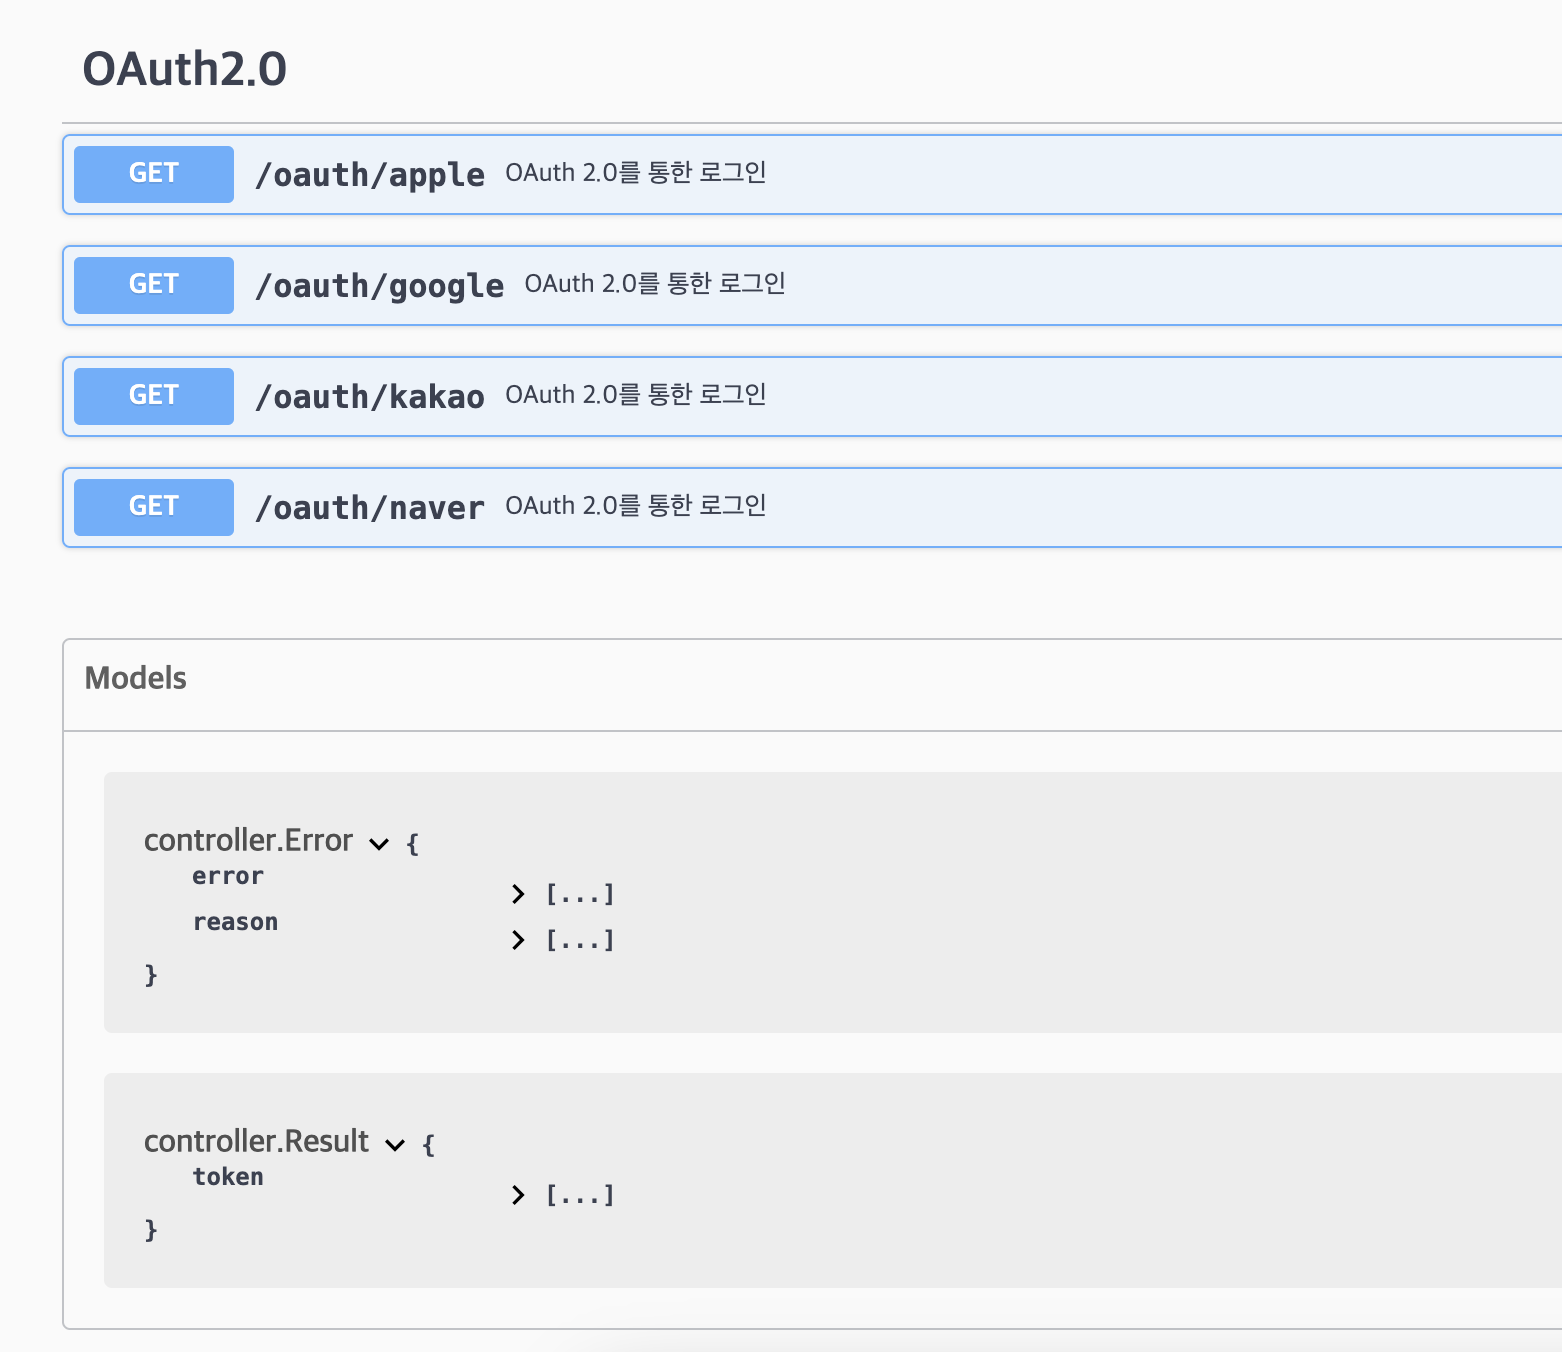 OAuth2.0
GET /oauth/apple OAuth 2.0를 통한 로그인
GET /oauth/google OAuth 2.0를 통한 로그인
GET /oauth/kakao OAuth 2.0를 통한 로그인
GET /oauth/naver OAuth 2.0를 통한 로그인
Models
controller.Error {
error [...]
reason [...]
}
controller.Result {
token [...]
}